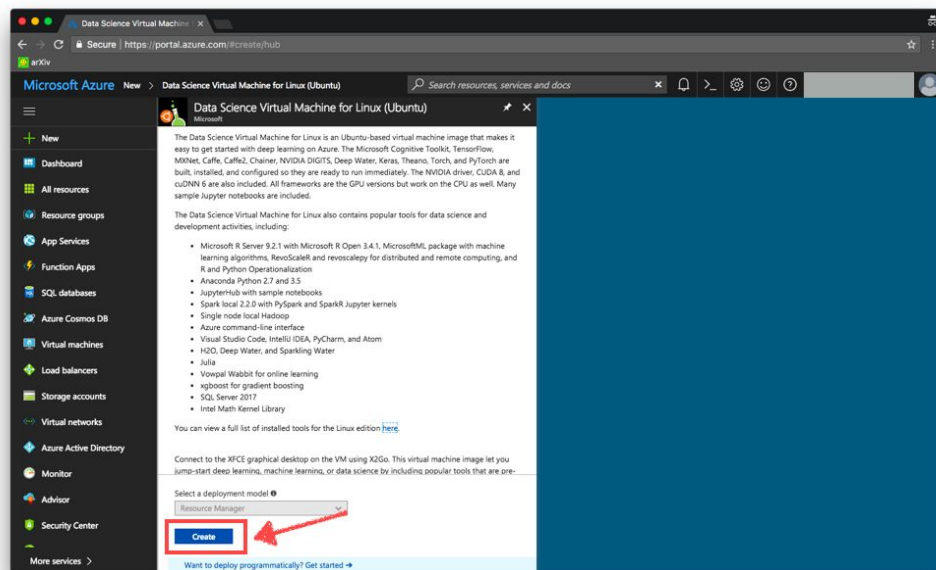 Data Science Virtual Machine
Secure | https://portal.azure.com/#create/hub
arXiv
Microsoft Azure New > Data Science Virtual Machine for Linux (Ubuntu)
Search resources, services and docs
Data Science Virtual Machine for Linux (Ubuntu)
Microsoft
New
Dashboard
All resources
Resource groups
App Services
Function Apps
SQL databases
Azure Cosmos DB
Virtual machines
Load balancers
Storage accounts
Virtual networks
Azure Active Directory
Monitor
Advisor
Security Center
More services >
The Data Science Virtual Machine for Linux is an Ubuntu-based virtual machine image that makes it
easy to get started with deep learning on Azure. The Microsoft Cognitive Toolkit, TensorFlow,
MXNet, Caffe, Caffe2, Chainer, NVIDIA DIGITS, Deep Water, Keras, Theano, Torch, and PyTorch are
built, installed, and configured so they are ready to run immediately. The NVIDIA driver, CUDA 8, and
cuDNN 6 are also included. All frameworks are the GPU versions but work on the CPU as well. Many
sample Jupyter notebooks are included.
The Data Science Virtual Machine for Linux also contains popular tools for data science and
development activities, including:
• Microsoft R Server 9.2.1 with Microsoft R Open 3.4.1, MicrosoftML package with machine
learning algorithms, RevoScaleR and revoscalepy for distributed and remote computing, and
R and Python Operationalization
• Anaconda Python 2.7 and 3.5
• JupyterHub with sample notebooks
• Spark local 2.2.0 with PySpark and SparkR Jupyter kernels
• Single node local Hadoop
• Azure command-line interface
• Visual Studio Code, IntelliJ IDEA, PyCharm, and Atom
• H2O, Deep Water, and Sparkling Water
• Julia
• Vowpal Wabbit for online learning
• xgboost for gradient boosting
• SQL Server 2017
• Intel Math Kernel Library
You can view a full list of installed tools for the Linux edition here.
Connect to the XFCE graphical desktop on the VM using X2Go. This virtual machine image let you
jump-start deep learning, machine learning, or data science by including popular tools that are pre-
Select a deployment model
Resource Manager
Create
Want to deploy programmatically? Get started →